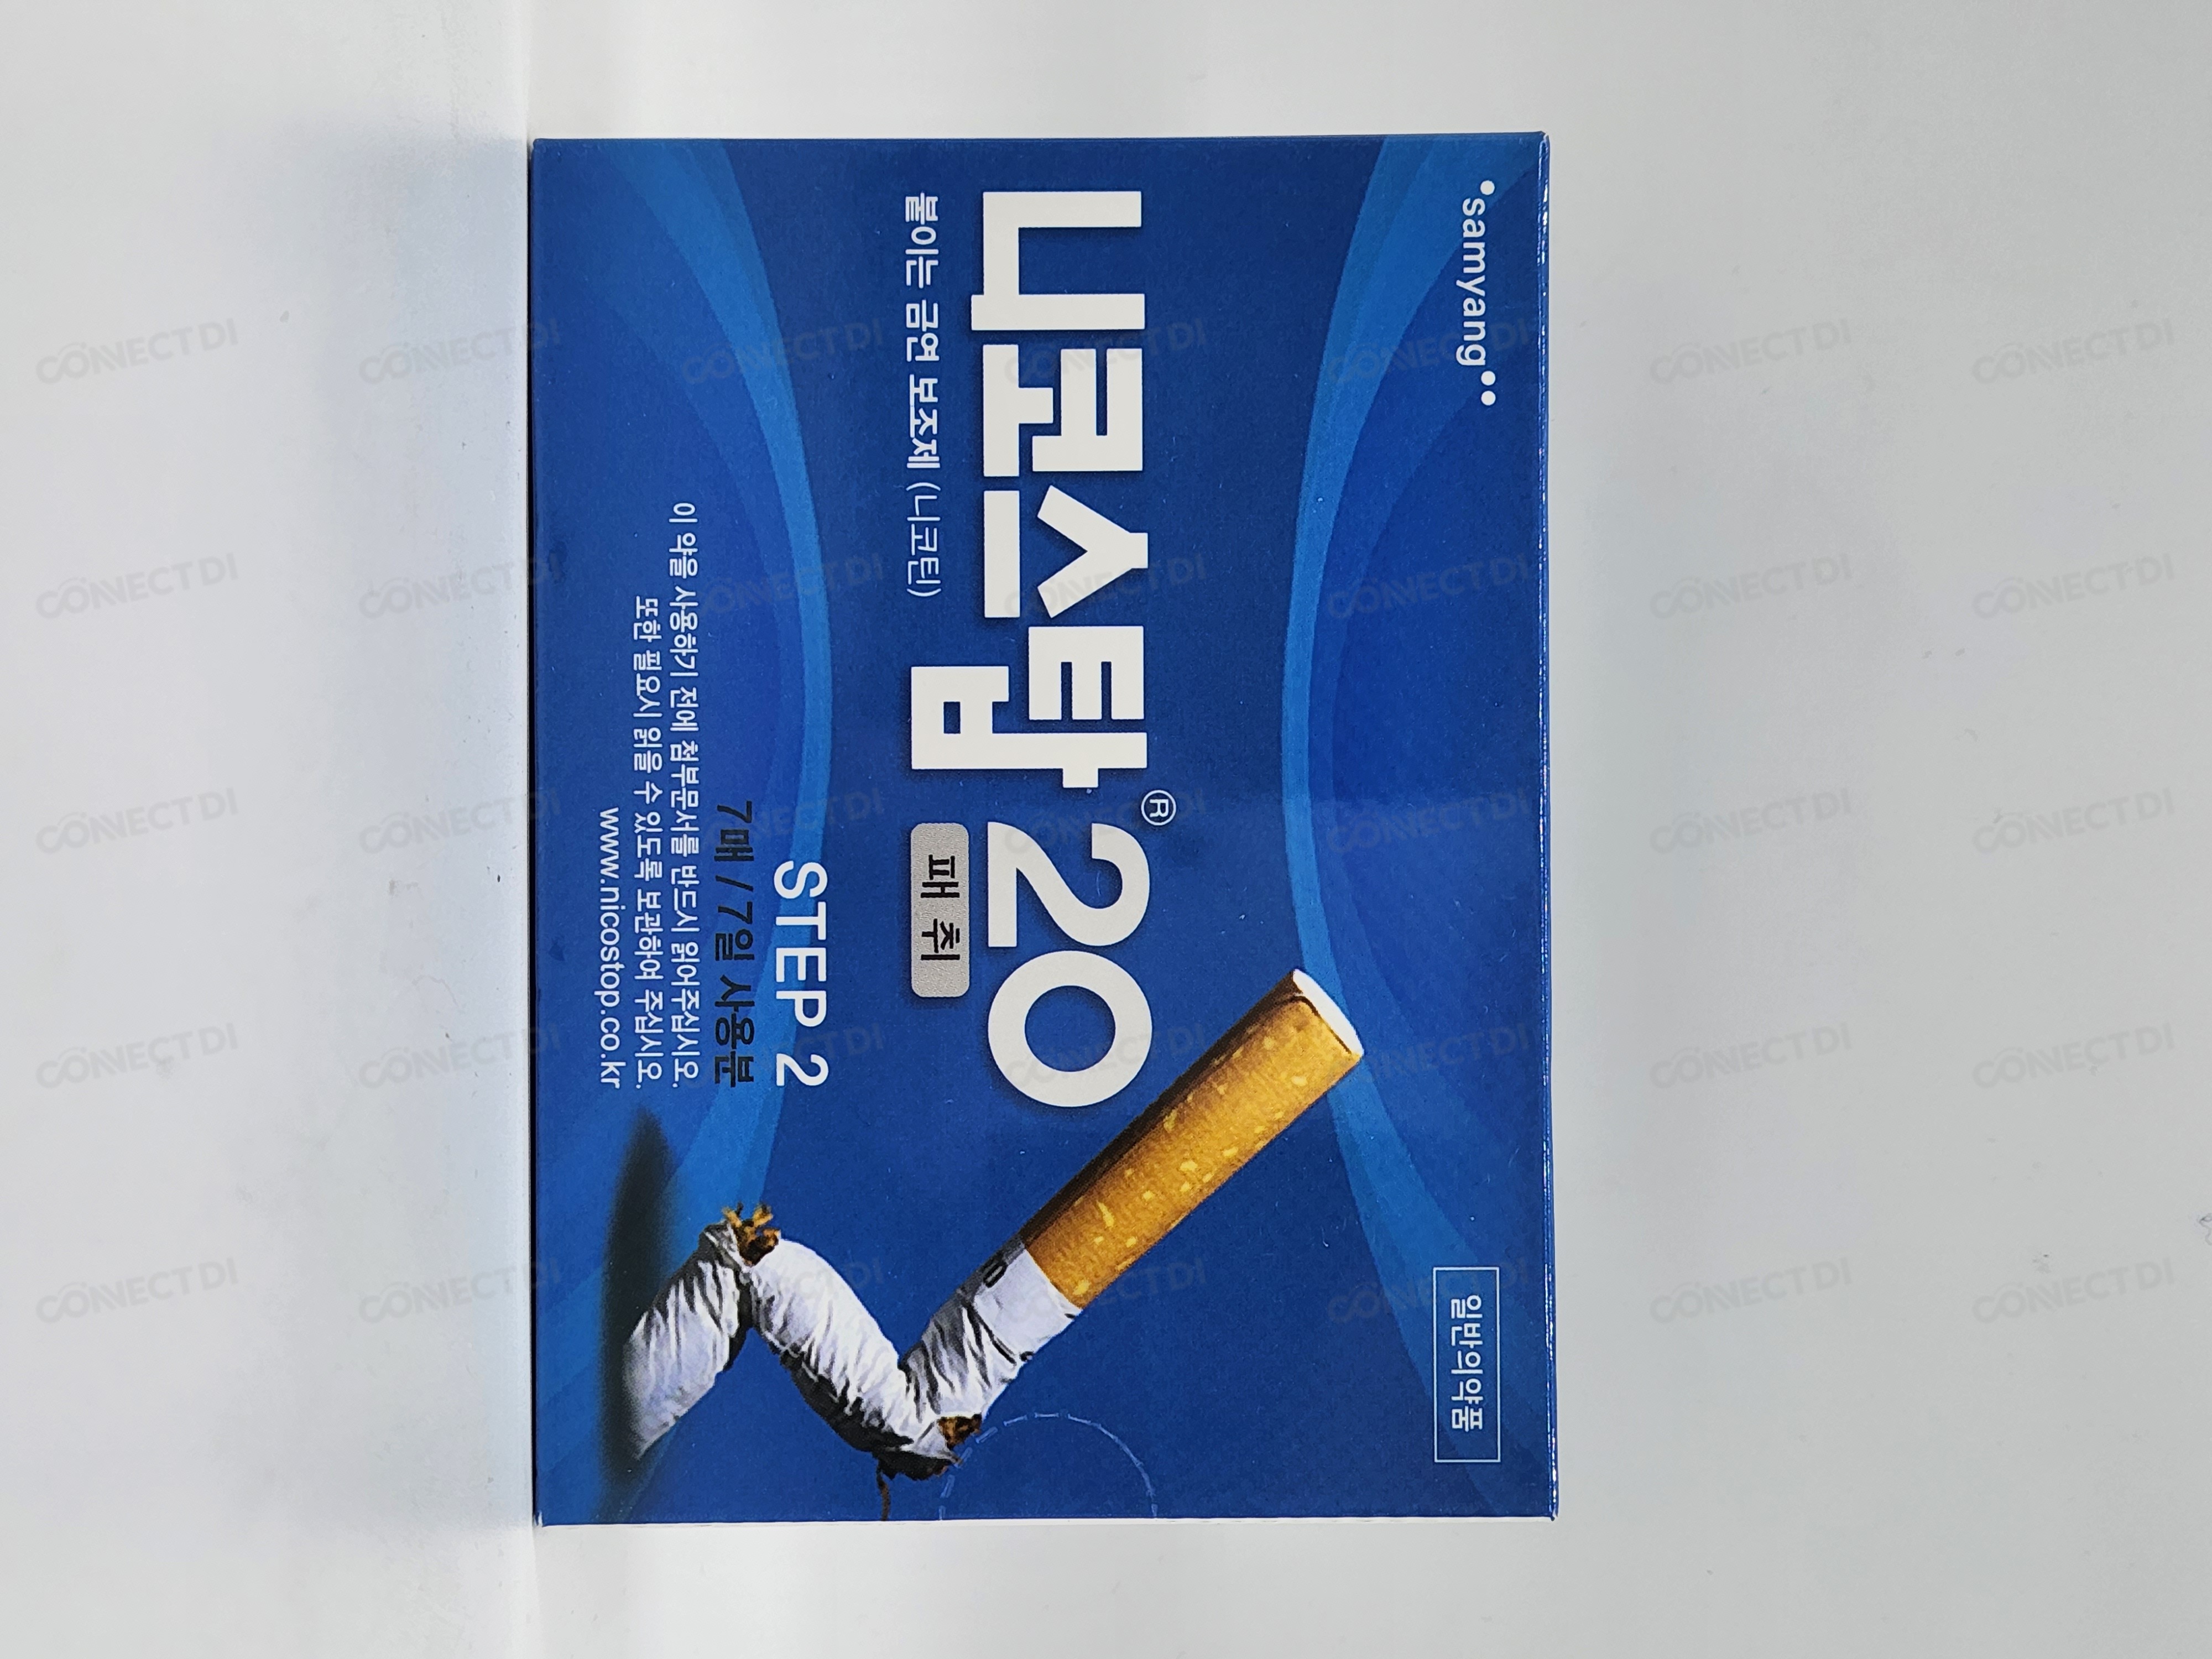 samyang
일반의약품
니코스탑®20
붙이는 금연 보조제 (니코틴)
패 취
STEP 2
7매 / 7일 사용분
이 약을 사용하기 전에 첨부문서를 반드시 읽어주십시오.
또한 필요시 읽을 수 있도록 보관하여 주십시오.
www.nicostop.co.kr
CONNECT DI